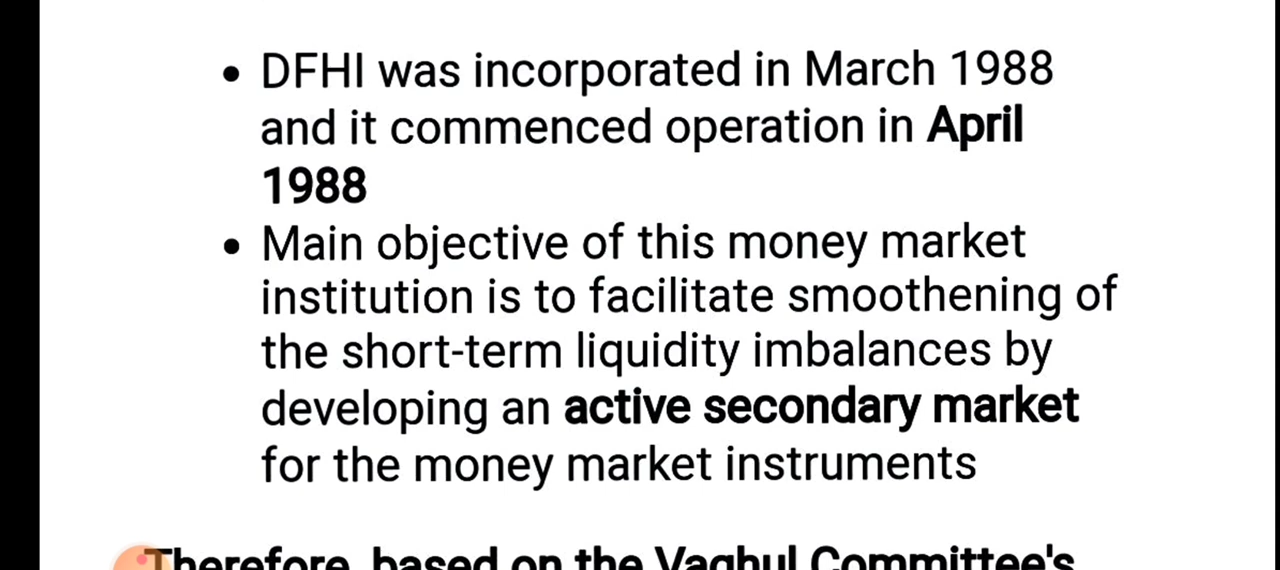 DFHI was incorporated in March 1988
and it commenced operation in April
1988
Main objective of this money market
institution is to facilitate smoothening of
the short-term liquidity imbalances by
developing an active secondary market
for the money market instruments
Therefore, based on the Vaghul Committee's